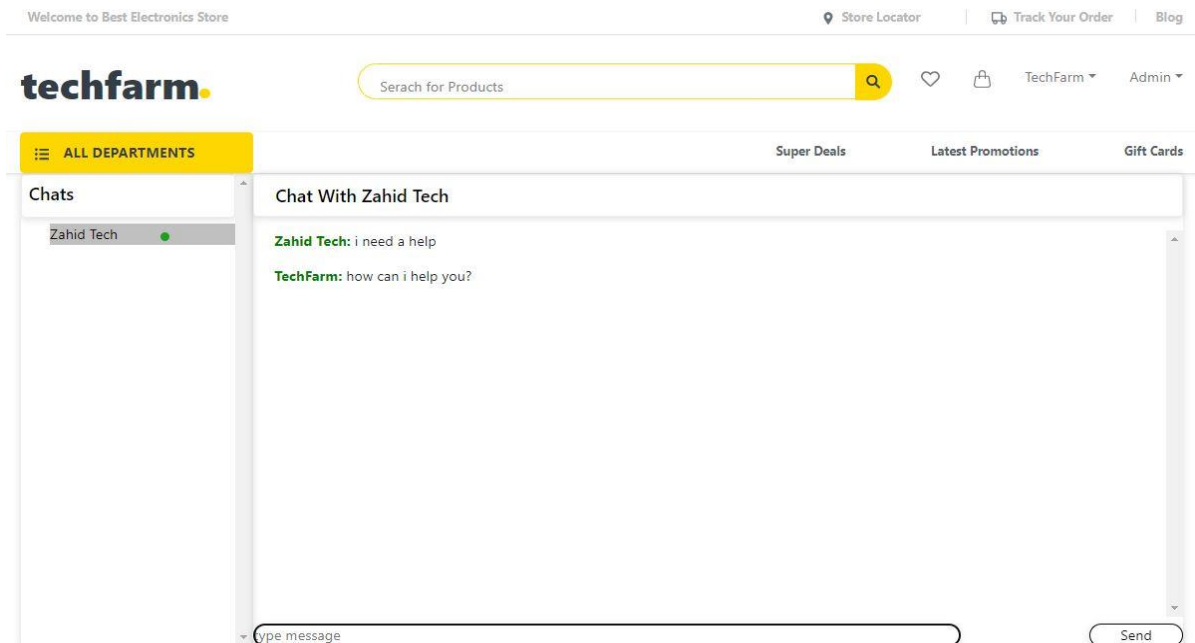 Welcome to Best Electronics Store Store Locator Track Your Order Blog
techfarm. Serach for Products TechFarm Admin
ALL DEPARTMENTS Super Deals Latest Promotions Gift Cards
Chats Chat With Zahid Tech
Zahid Tech
Zahid Tech: i need a help
TechFarm: how can i help you?
type message Send